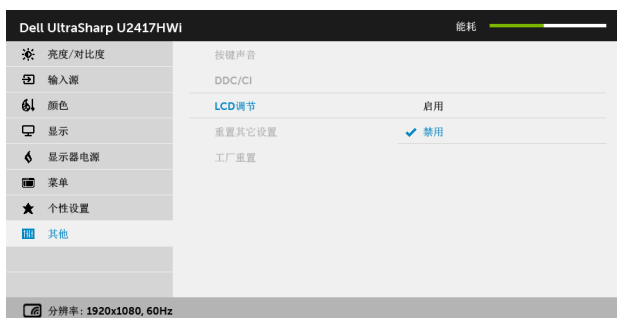 Dell UltraSharp U2417HWi 能耗
亮度/对比度 按键声音
输入源 DDC/CI
颜色 LCD调节 启用
显示 重置其它设置 禁用
显示器电源 工厂重置
菜单
个性设置
其他
分辨率: 1920x1080, 60Hz